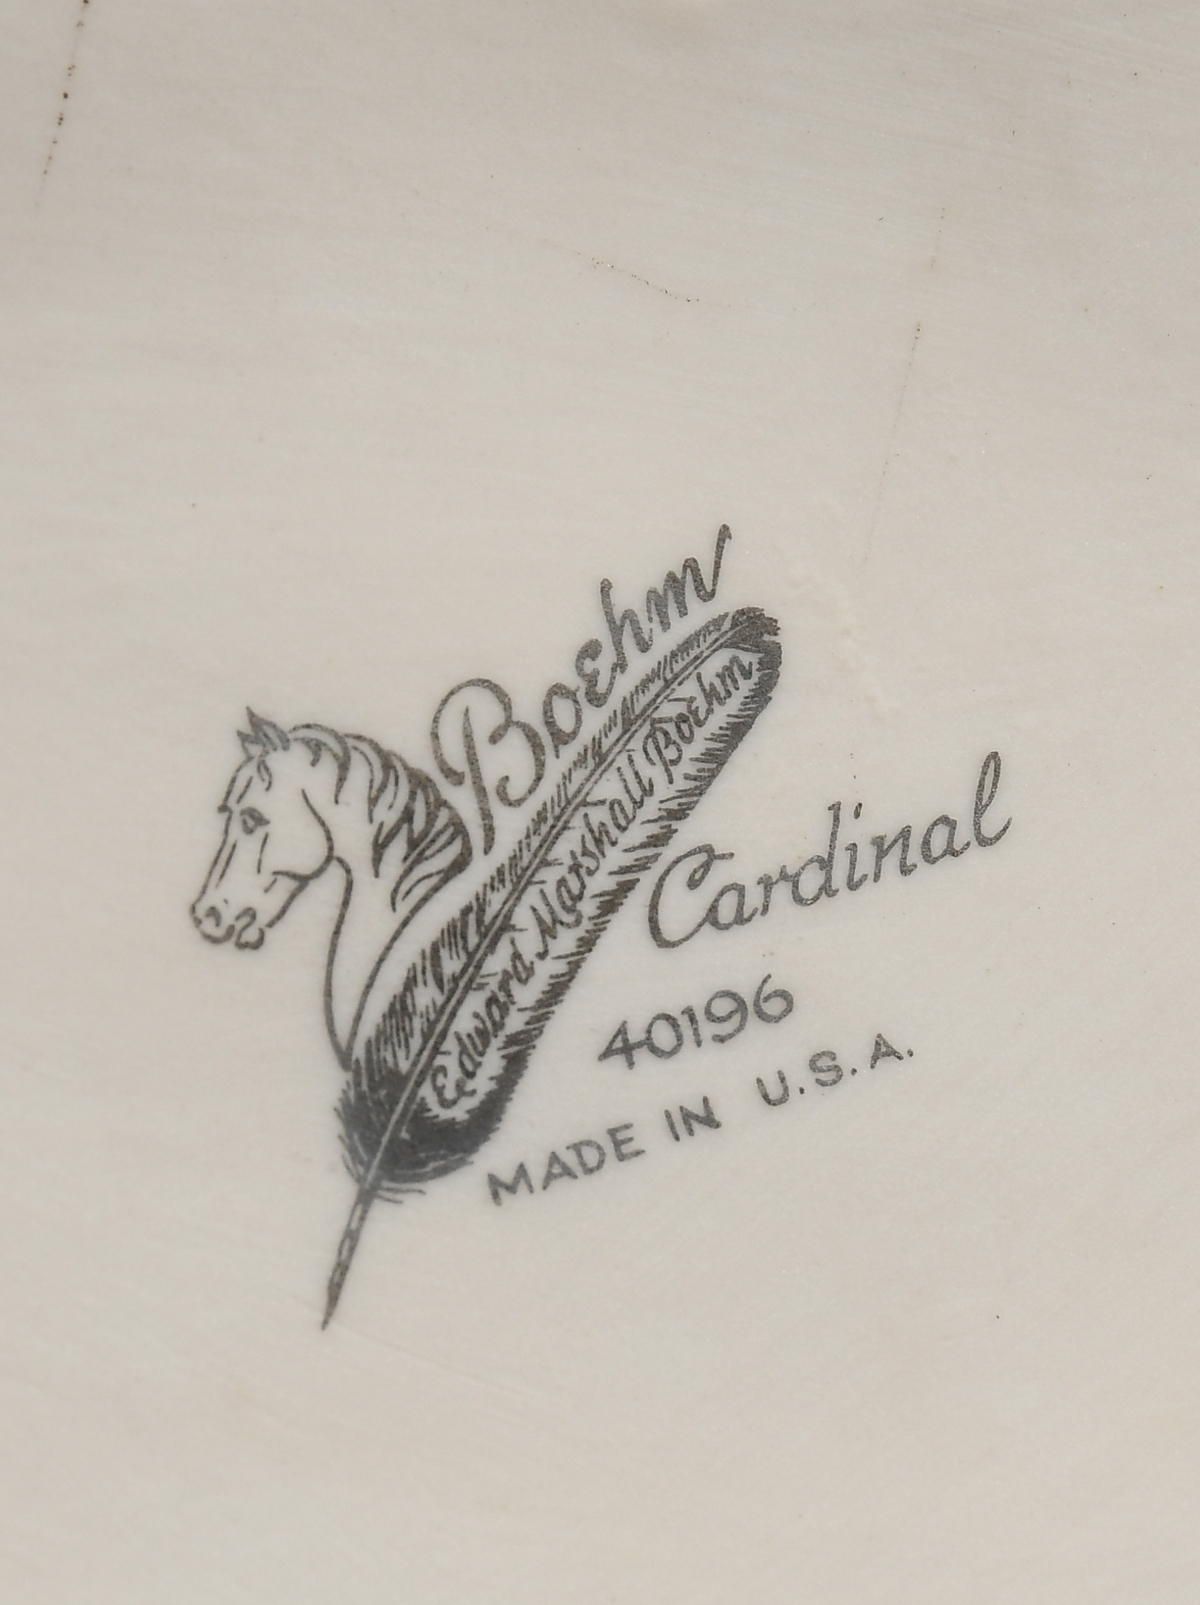 Boehm
Edward Marshall Boehm
Cardinal
40196
MADE IN U.S.A.